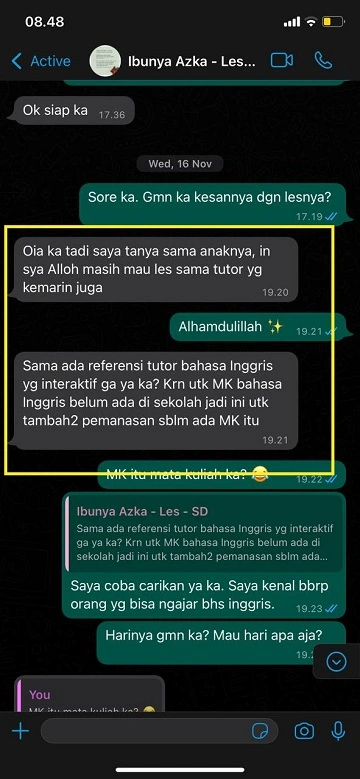 08.48
Active
Ibunya Azka - Les...
Ok siap ka
17.36
Wed, 16 Nov
Sore ka. Gmn ka kesannya dgn lesnya?
17.19
Oia ka tadi saya tanya sama anaknya, in
sya Alloh masih mau les sama tutor yg
kemarin juga
19.20
Alhamdulillah ✨
19.21
Sama ada referensi tutor bahasa Inggris
yg interaktif ga ya ka? Krn utk MK bahasa
Inggris belum ada di sekolah jadi ini utk
tambah2 pemanasan sblm ada MK itu
19.21
MK itu mata kuliah ka? 😂
19.22
Ibunya Azka - Les - SD
Sama ada referensi tutor bahasa Inggris yg interaktif
ga ya ka? Krn utk MK bahasa Inggris belum ada di
sekolah jadi ini utk tambah2 pemanasan sblm ada...
Saya coba carikan ya ka. Saya kenal bbrp
orang yg bisa ngajar bhs inggris.
19.23
Harinya gmn ka? Mau hari apa aja?
You
MK itu mata kuliah ka? 😂